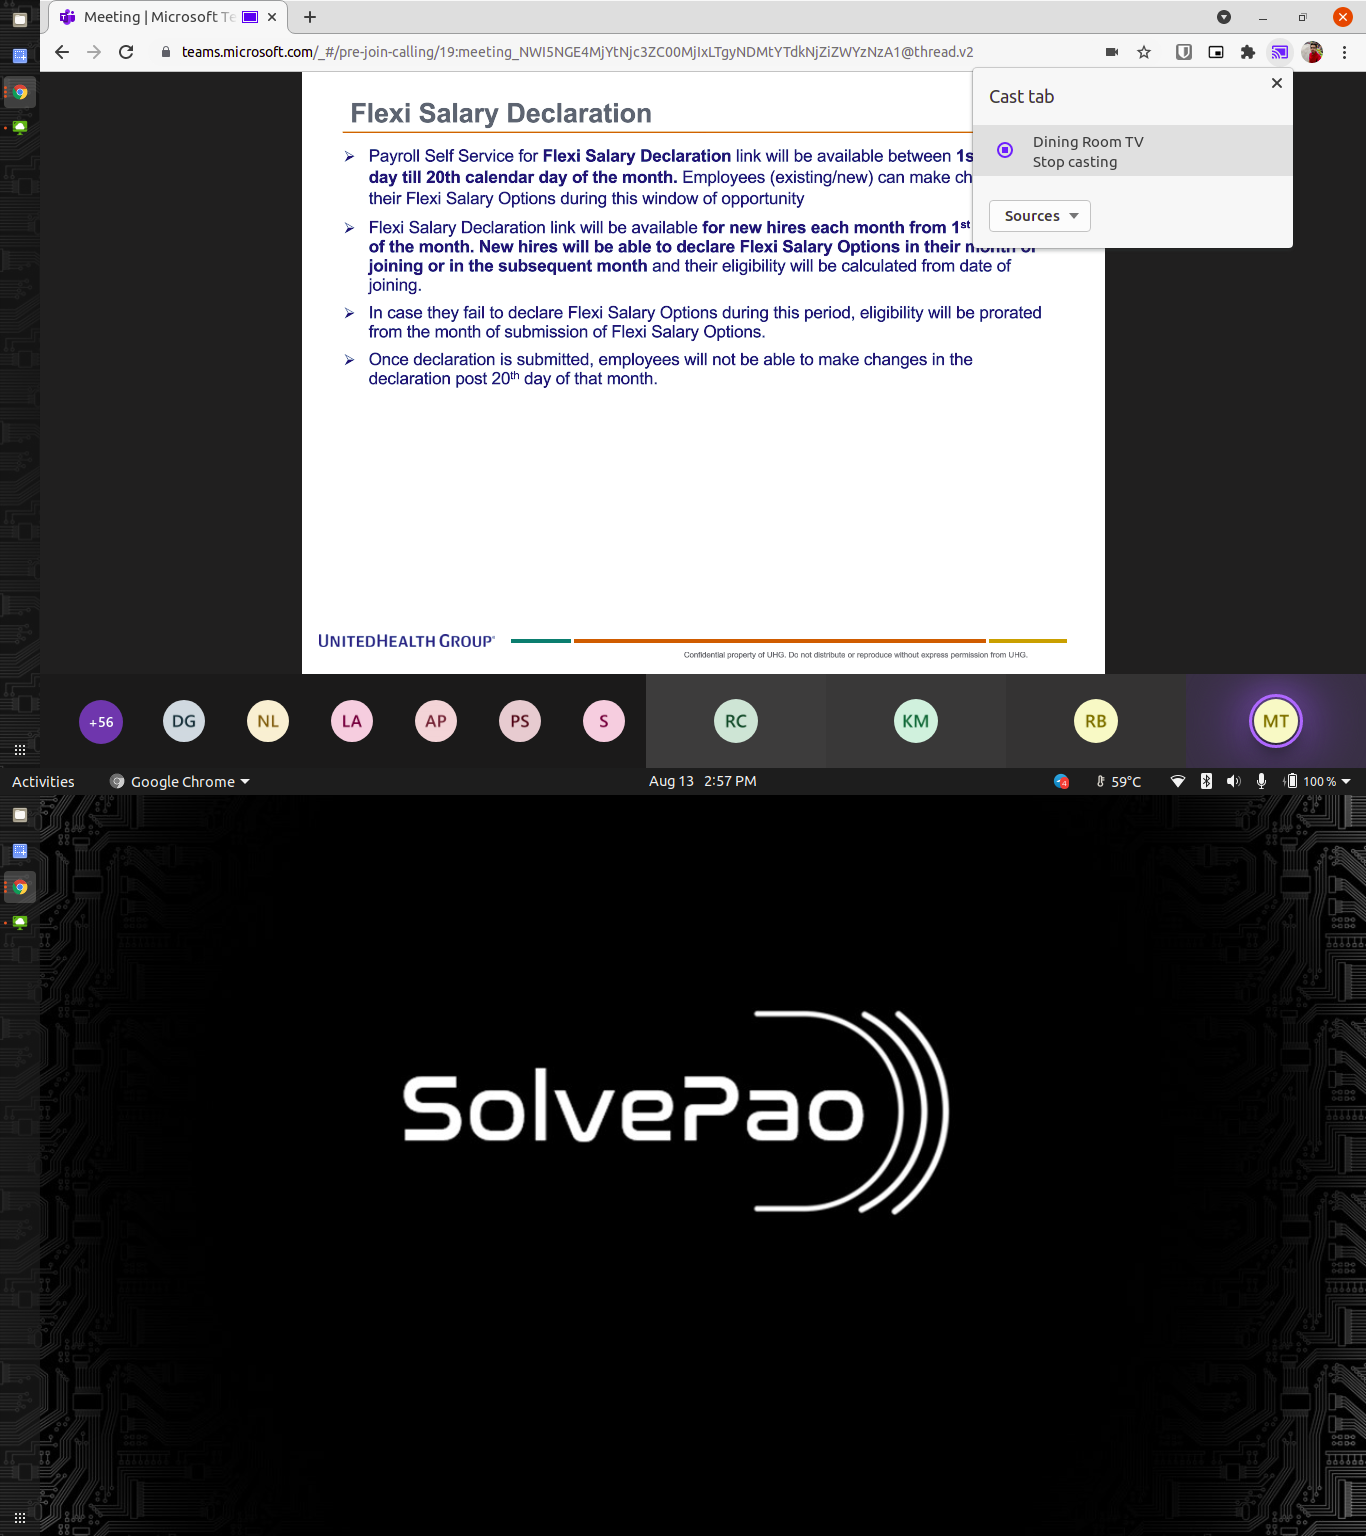 Meeting | Microsoft Te
teams.microsoft.com/_#/pre-join-calling/19:meeting_NWI5NGE4MjYtNjc3ZC00MjIxLTgyNDMtYTdkNjZiZWYzNzA1@thread.v2
Cast tab
Dining Room TV
Stop casting
Sources
Flexi Salary Declaration
➢ Payroll Self Service for Flexi Salary Declaration link will be available between 1s
day till 20th calendar day of the month. Employees (existing/new) can make ch
their Flexi Salary Options during this window of opportunity
➢ Flexi Salary Declaration link will be available for new hires each month from 1st
of the month. New hires will be able to declare Flexi Salary Options in their month of
joining or in the subsequent month and their eligibility will be calculated from date of
joining.
➢ In case they fail to declare Flexi Salary Options during this period, eligibility will be prorated
from the month of submission of Flexi Salary Options.
➢ Once declaration is submitted, employees will not be able to make changes in the
declaration post 20th day of that month.
UNITEDHEALTH GROUP®
Confidential property of UHG. Do not distribute or reproduce without express permission from UHG.
+56 DG NL LA AP PS S RC KM RB MT
Activities Google Chrome Aug 13 2:57 PM 4 59°C 100 %
SolvePao